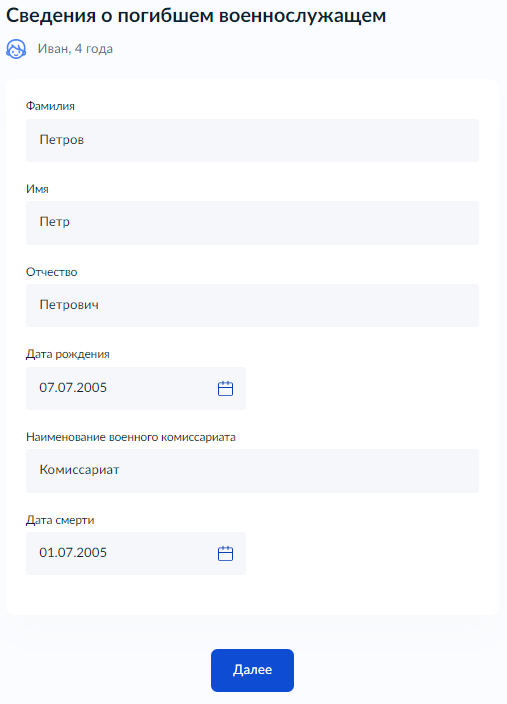 Сведения о погибшем военнослужащем
Иван, 4 года
Фамилия
Петров
Имя
Петр
Отчество
Петрович
Дата рождения
07.07.2005
Наименование военного комиссариата
Комиссариат
Дата смерти
01.07.2005
Далее